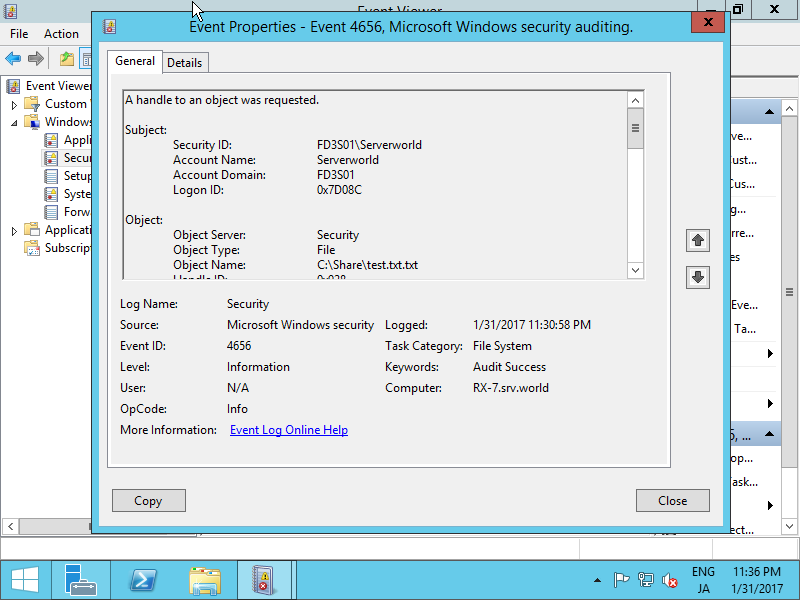 Event Viewer
Event Properties - Event 4656, Microsoft Windows security auditing.
File Action
General Details
A handle to an object was requested.
Subject:
Security ID: FD3S01\Serverworld
Account Name: Serverworld
Account Domain: FD3S01
Logon ID: 0x7D08C
Object:
Object Server: Security
Object Type: File
Object Name: C:\Share\test.txt.txt
Handle ID: 0x938
Event Viewer
Custom
Windows
Appli
Secur
Setup
Syste
Forwa
Applicati
Subscrip
Log Name: Security
Source: Microsoft Windows security Logged: 1/31/2017 11:30:58 PM
Event ID: 4656 Task Category: File System
Level: Information Keywords: Audit Success
User: N/A Computer: RX-7.srv.world
OpCode: Info
More Information: Event Log Online Help
Copy Close
ve...
ust...
Cus...
g...
rre...
es
Eve...
Ta...
5, ...
op...
ask...
ect...
ENG 11:36 PM
JA 1/31/2017